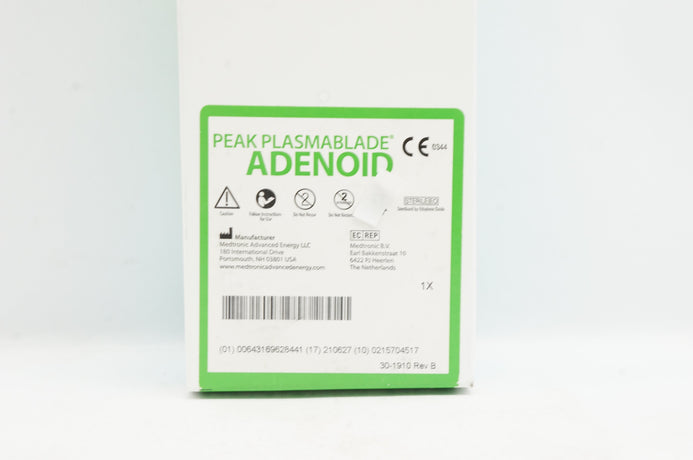 PEAK PLASMABLADE®
ADENOID
CE 0344
2 2
STERILE EO
Caution
Follow Instructions for Use
Do Not Reuse
Do Not Resterilize
Sterilized by Ethylene Oxide
Manufacturer
Medtronic Advanced Energy LLC
180 International Drive
Portsmouth, NH 03801 USA
www.medtronicadvancedenergy.com
EC REP
Medtronic B.V.
Earl Bakkenstraat 10
6422 PJ Heerlen
The Netherlands
1X
(01) 00643169628441 (17) 210627 (10) 0215704517
30-1910 Rev B